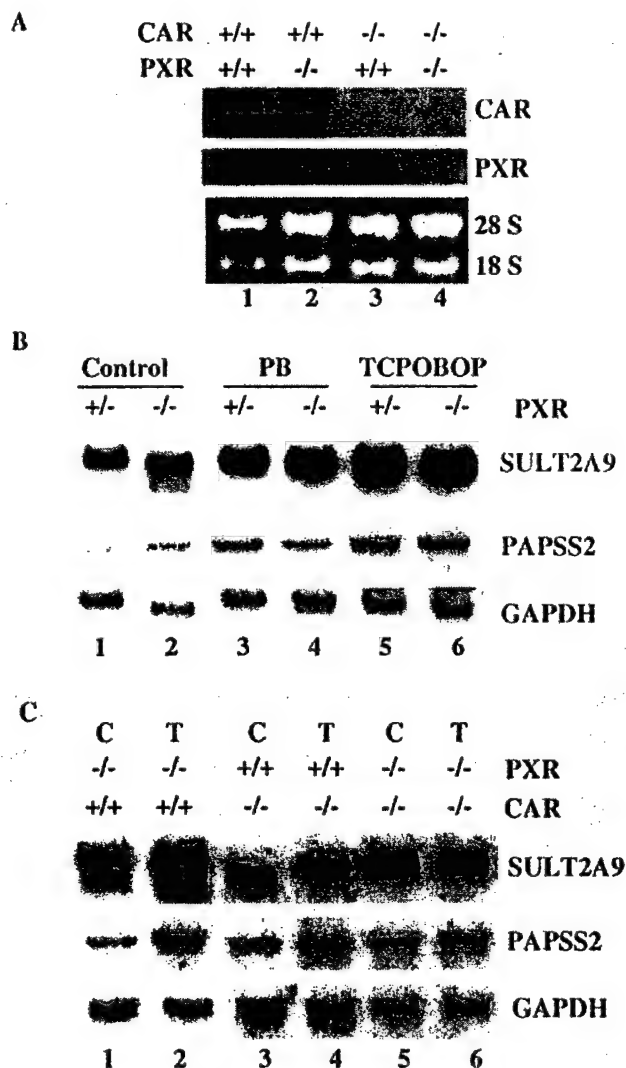 A
CAR +/+ +/+ -/- -/-
PXR +/+ -/- +/+ -/-
CAR
PXR
28 S
18 S
1 2 3 4
B
Control PB TCPOBOP
+/- -/- +/- -/- +/- -/- PXR
SULT2A9
PAPSS2
GAPDH
1 2 3 4 5 6
C
C T C T C T
-/- -/- +/+ +/+ -/- -/- PXR
+/+ +/+ -/- -/- -/- -/- CAR
SULT2A9
PAPSS2
GAPDH
1 2 3 4 5 6